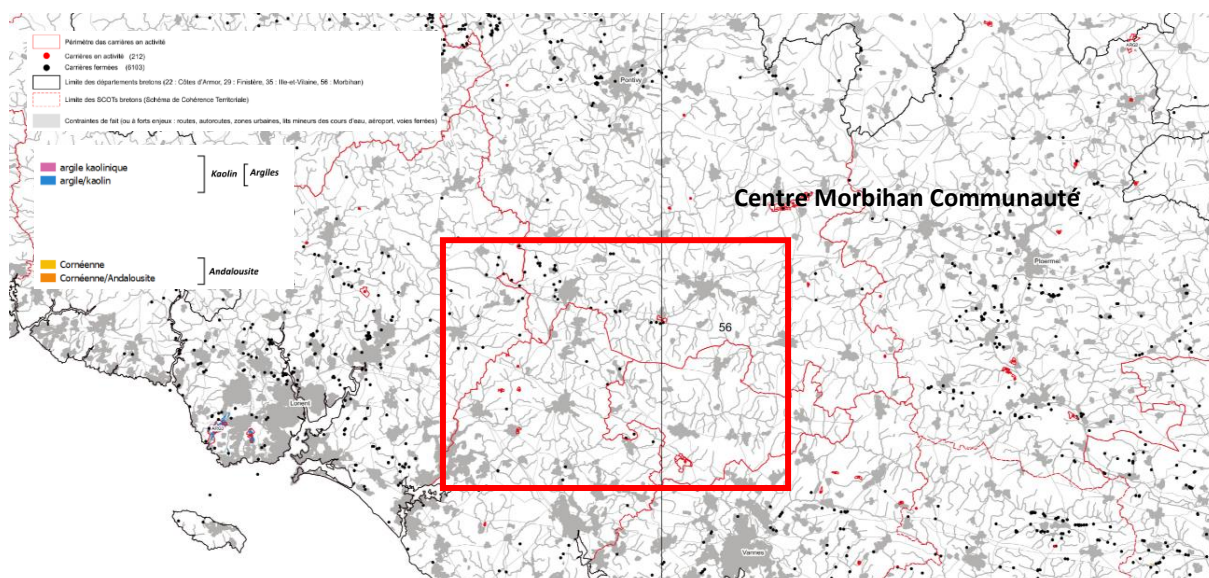 Périmètre des carrières en activité
Carrières en activité (212)
Carrières fermées (6103)
Limite des départements bretons (22 : Côtes d'Armor, 29 : Finistère, 35 : Ille-et-Vilaine, 56 : Morbihan)
Limite des SCOTs bretons (Schéma de Cohérence Territoriale)
Contraintes de fait (ou à forts enjeux : routes, autoroutes, zones urbaines, lits mineurs des cours d'eau, aéroport, voies ferrées)
argile kaolinique
argile/kaolin
Kaolin
Argiles
Cornéenne
Cornéenne/Andalousite
Andalousite
Pontivy
Centre Morbihan Communauté
Ploermel
56
56
Lorient
Vannes